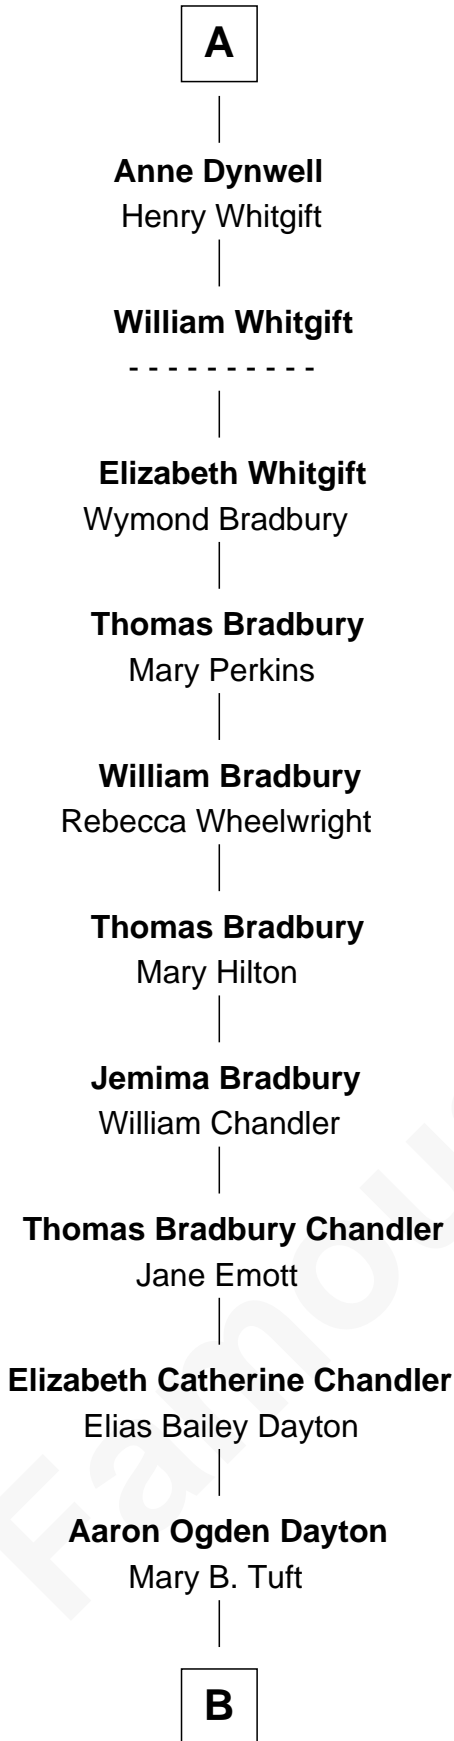 A
Anne Dynwell
Henry Whitgift
William Whitgift
- - - - - - - - - -
Elizabeth Whitgift
Wymond Bradbury
Thomas Bradbury
Mary Perkins
William Bradbury
Rebecca Wheelwright
Thomas Bradbury
Mary Hilton
Jemima Bradbury
William Chandler
Thomas Bradbury Chandler
Jane Emott
Elizabeth Catherine Chandler
Elias Bailey Dayton
Aaron Ogden Dayton
Mary B. Tuft
B